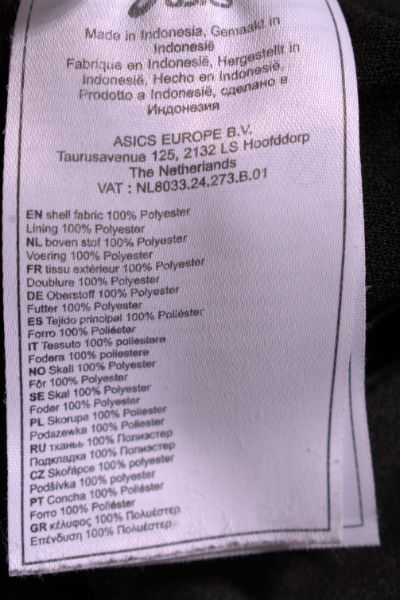 asics
Made in Indonesia, Gemaakt in
Indonesië
Fabrique en Indonesië, Hergestellt in
Indonesië, Hecho en Indonesië,
Prodotto a Indonesië, сделано в
Индонезия
ASICS EUROPE B.V.
Taurusavenue 125, 2132 LS Hoofddorp
The Netherlands
VAT : NL8033.24.273.B.01
EN shell fabric 100% Polyester
Lining 100% Polyester
NL boven stof 100% Polyester
Voering 100% Polyester
FR tissu extérieur 100% Polyester
Doublure 100% Polyester
DE Oberstoff 100% Polyester
Futter 100% Polyester
ES Tejido principal 100% Poliéster
Forro 100% Poliéster
IT Tessuto 100% poliestere
Fodera 100% poliestere
NO Skall 100% Polyester
Fôr 100% Polyester
SE Skal 100% Polyester
Foder 100% Polyester
PL Skorupa 100% Poliester
Podszewka 100% Poliester
RU ткань 100% Полиэстер
Подкладка 100% Полиэстер
CZ Skořápce 100% polyester
Podšívka 100% polyester
PT Concha 100% Poliéster
Forro 100% Poliéster
GR κέλυφος 100% Πολυέστερ
Επένδυση 100% Πολυέστερ